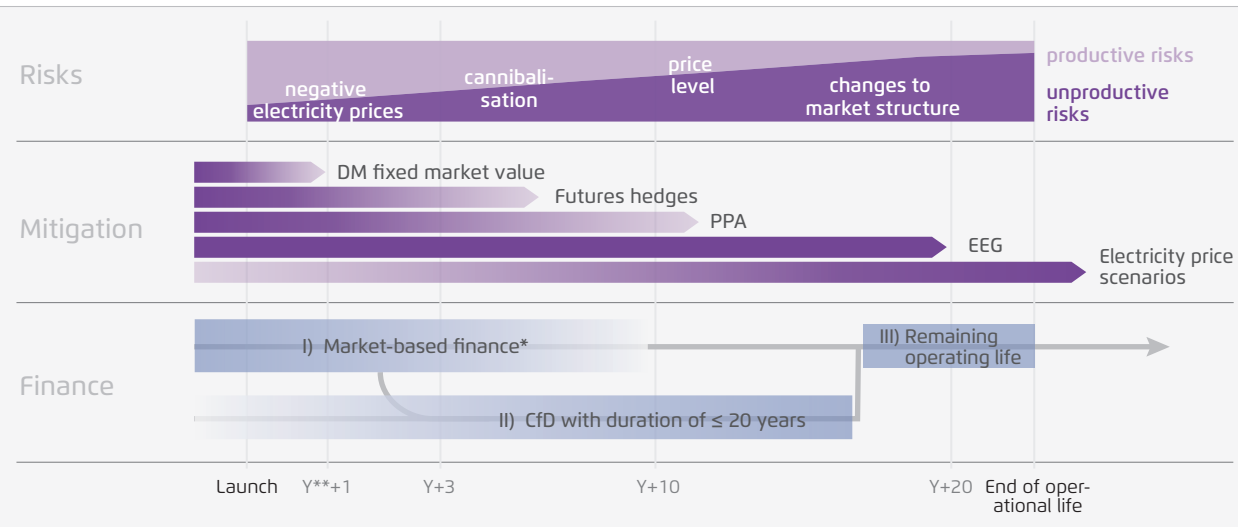 Risks
negative
electricity prices
cannibali-
sation
price
level
changes to
market structure
productive risks
unproductive
risks
Mitigation
DM fixed market value
Futures hedges
PPA
EEG
Electricity price
scenarios
Finance
I) Market-based finance*
II) CfD with duration of ≤ 20 years
III) Remaining
operating life
Launch
Y**+1
Y+3
Y+10
Y+20
End of oper-
ational life